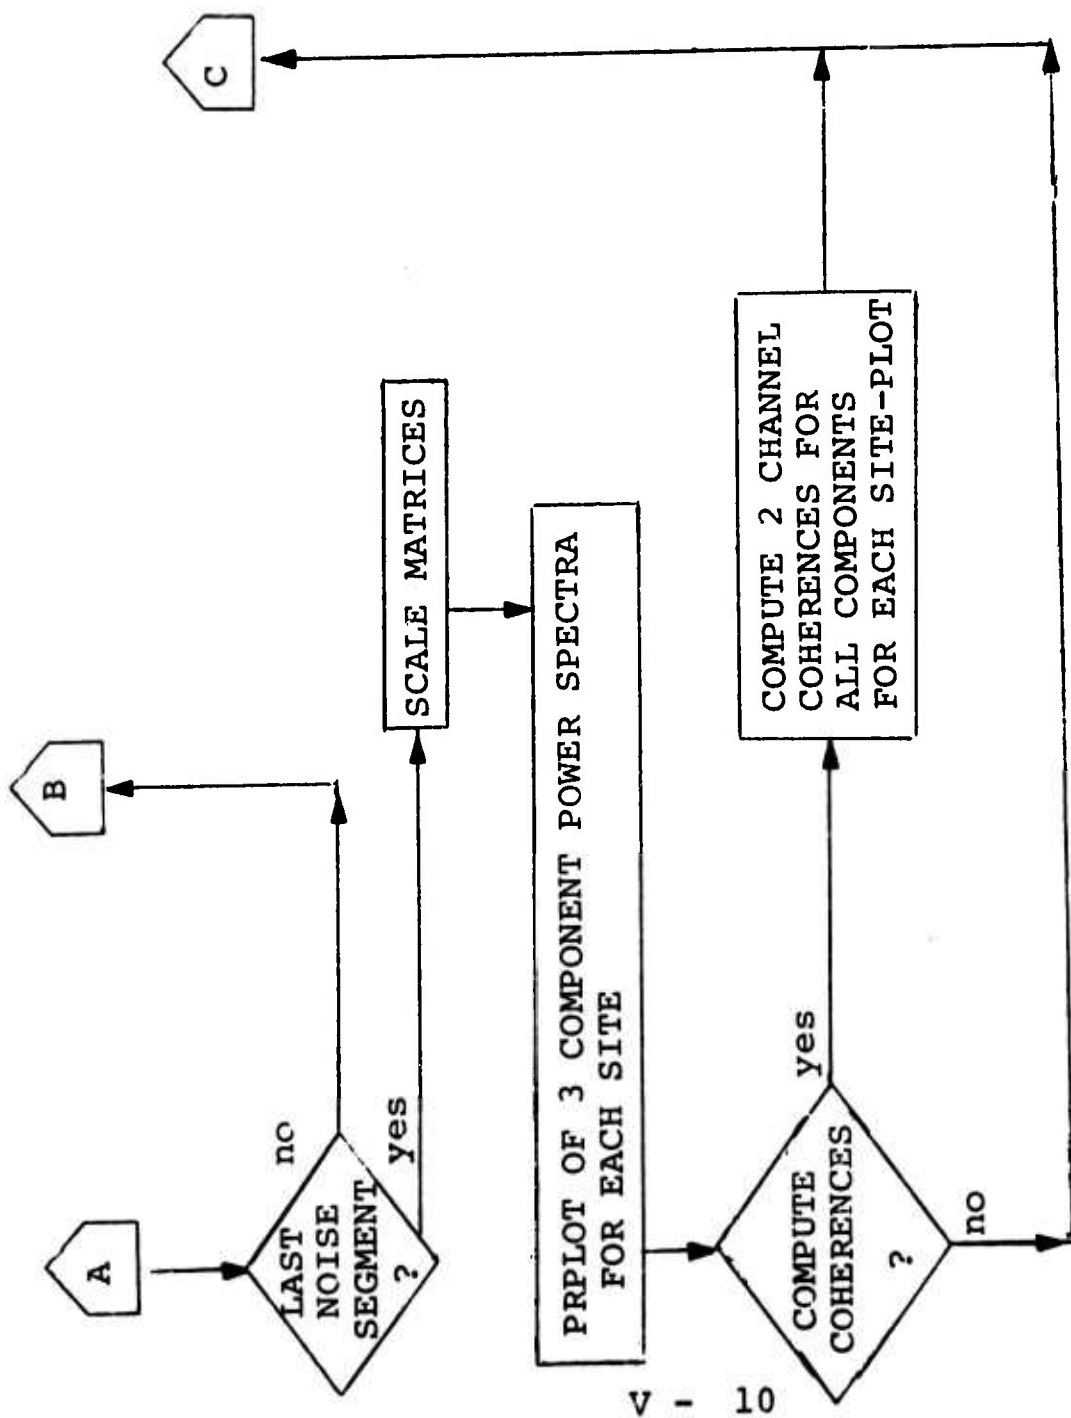 A
LAST
NOISE
SEGMENT
?
no
B
yes
SCALE MATRICES
PRPLOT OF 3 COMPONENT POWER SPECTRA
FOR EACH SITE
COMPUTE
COHERENCES
?
yes
COMPUTE 2 CHANNEL
COHERENCES FOR
ALL COMPONENTS
FOR EACH SITE-PLOT
no
C
V - 10